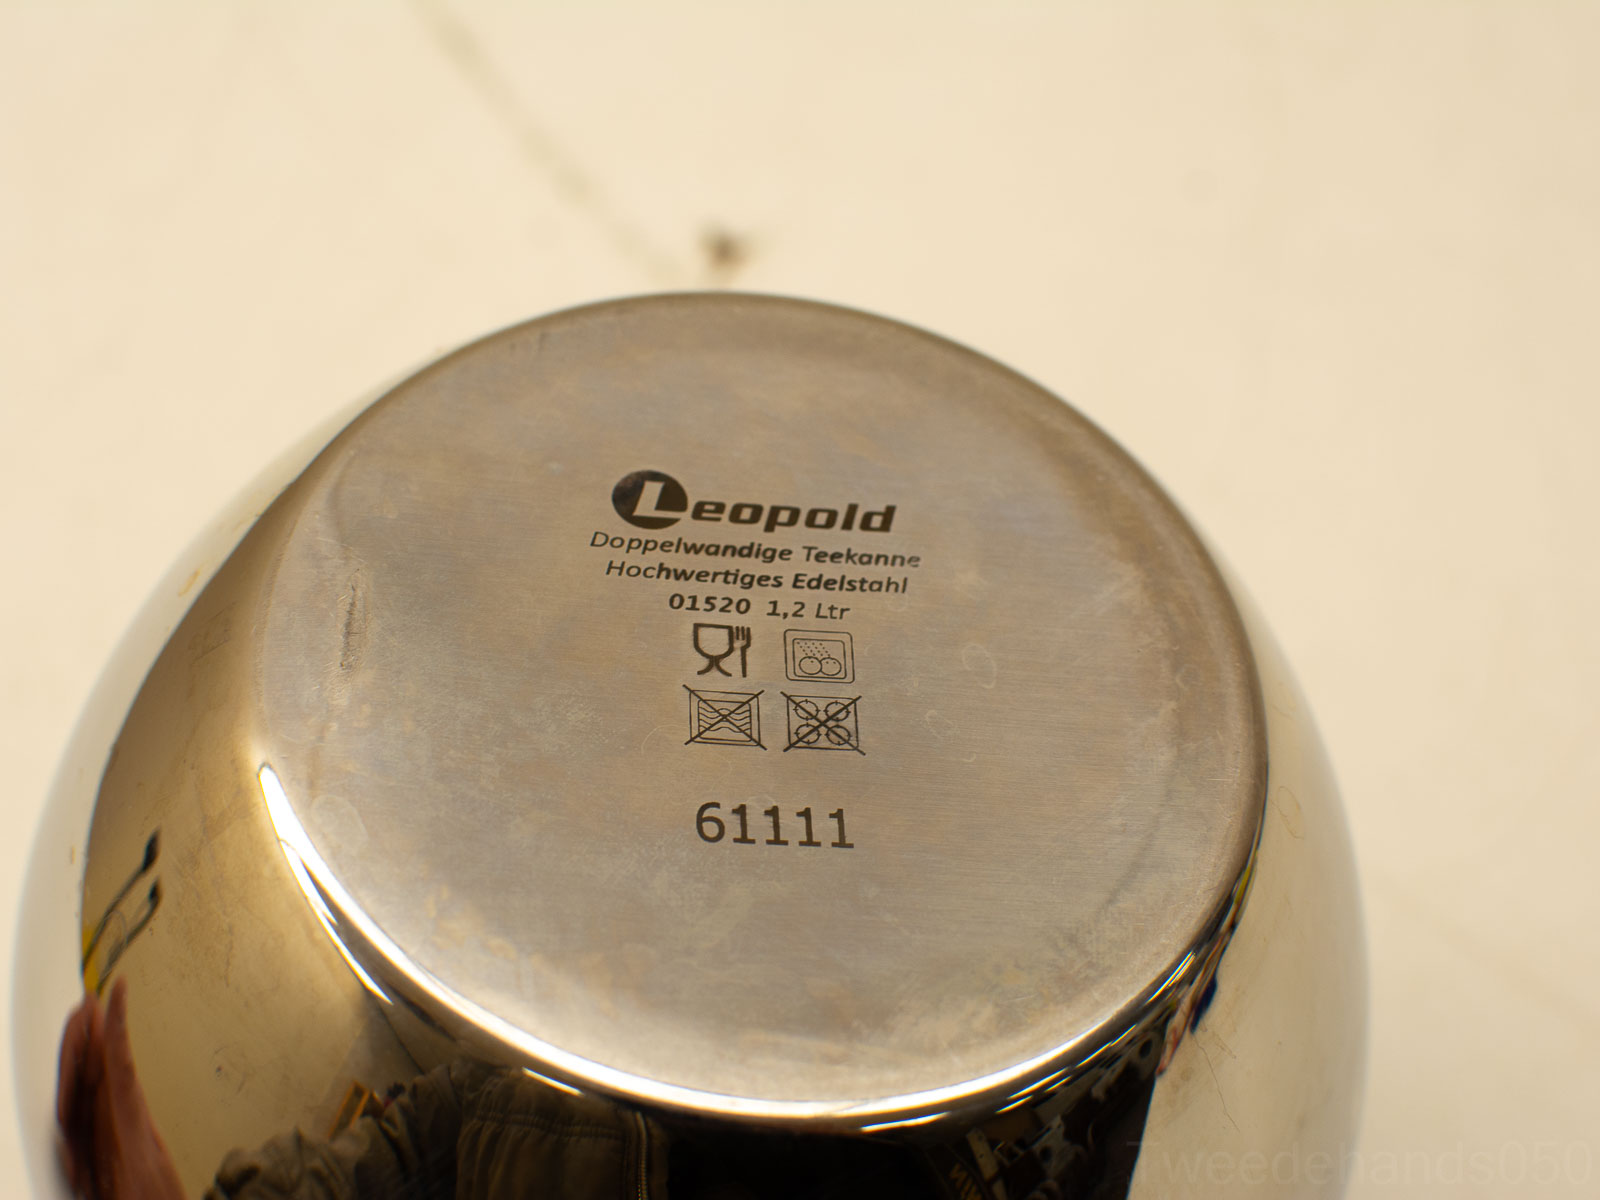 Leopold
Doppelwandige Teekanne
Hochwertiges Edelstahl
01520 1,2 Ltr
61111
Tweedehands050